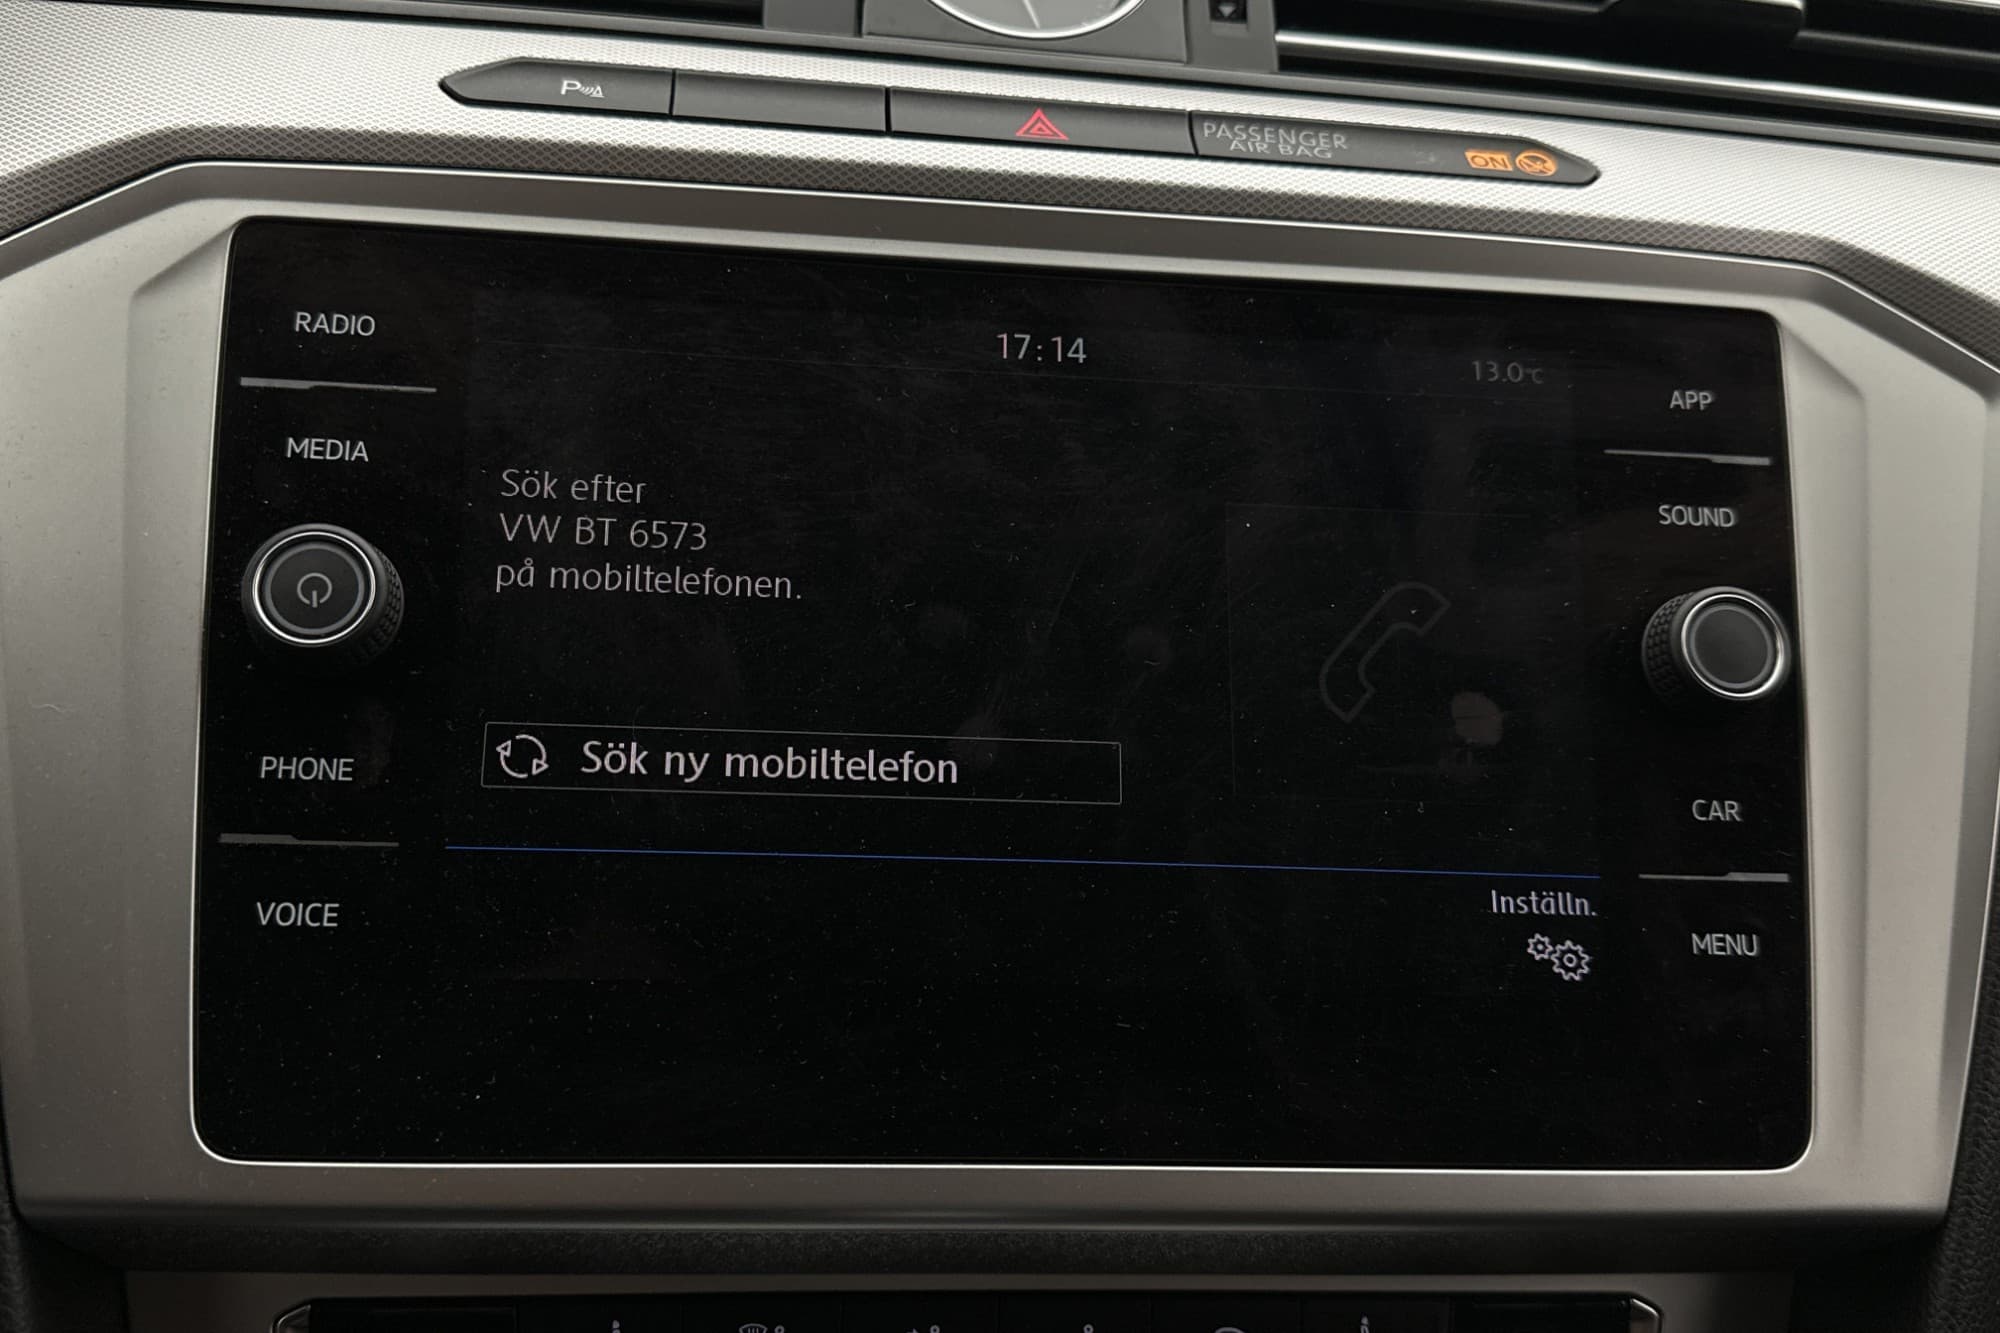 PASSENGER
AIR BAG
ON
RADIO
17:14
13.0°C
APP
MEDIA
Sök efter
VW BT 6573
på mobiltelefonen.
SOUND
PHONE
Sök ny mobiltelefon
CAR
VOICE
Inställn.
MENU